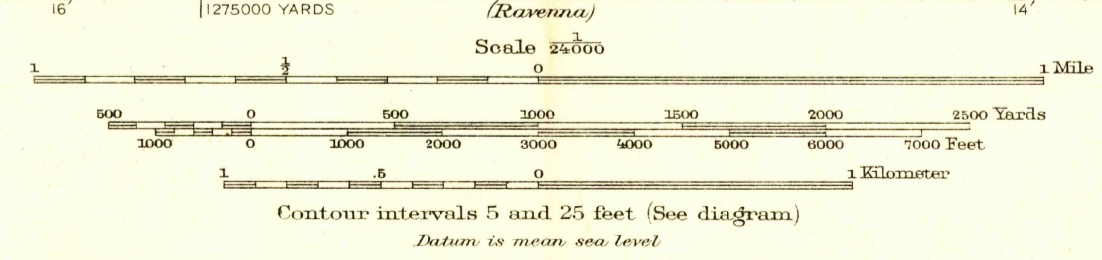 16′ 1275000 YARDS (Ravenna) 14′
Scale 1/24000
1 ½ 0 1 Mile
500 0 500 1000 1500 2000 2500 Yards
1000 0 1000 2000 3000 4000 5000 6000 7000 Feet
1 .5 0 1 Kilometer
Contour intervals 5 and 25 feet (See diagram)
Datum is mean sea level